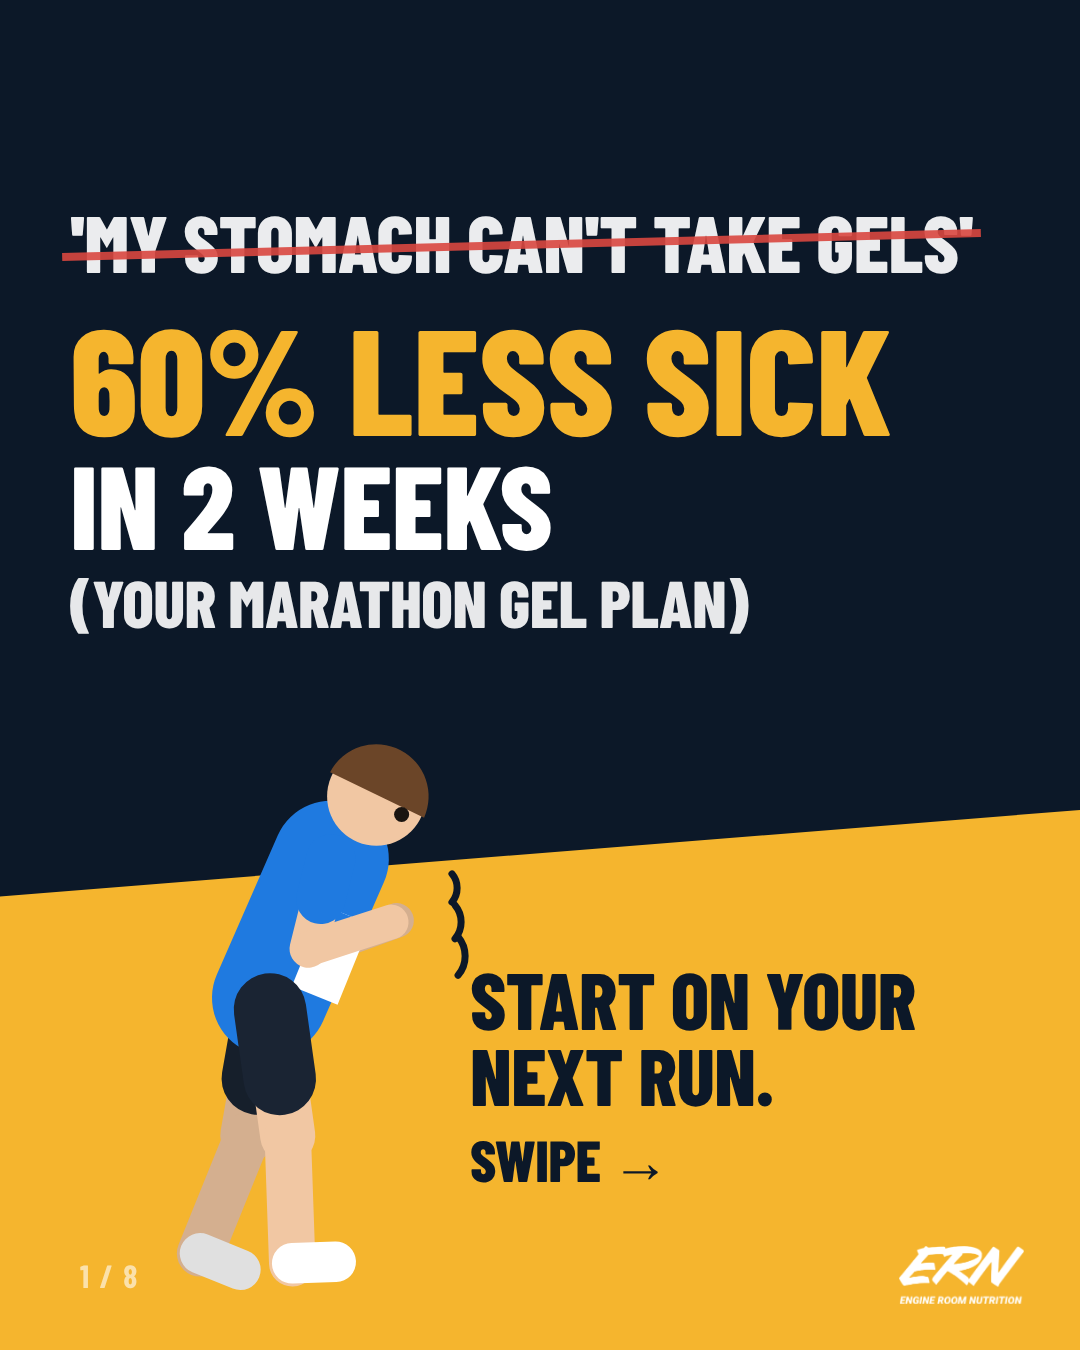 'MY STOMACH CAN'T TAKE GELS'
60% LESS SICK
IN 2 WEEKS
(YOUR MARATHON GEL PLAN)
START ON YOUR
NEXT RUN.
SWIPE →
1 / 8
ERN
ENGINE ROOM NUTRITION